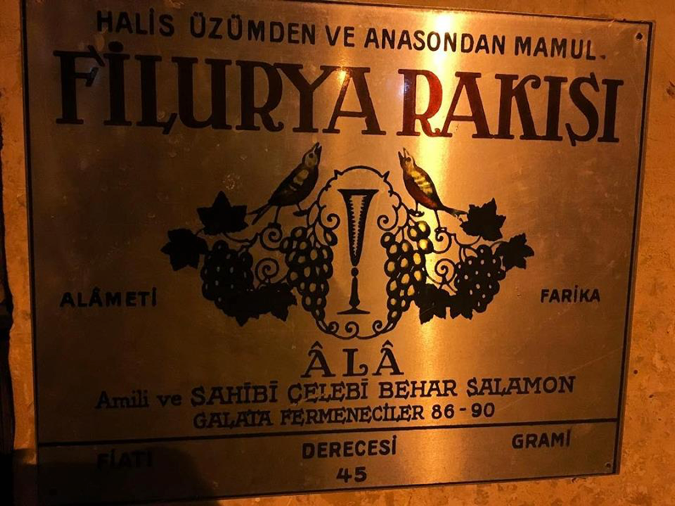 HALİS ÜZÜMDEN VE ANASONDAN MAMUL.
FİLURYA RAKISI
ALÂMETİ FARİKA
ÂLÂ
Amili ve SAHİBİ ÇELEBİ BEHAR SALAMON
GALATA FERMENECİLER 86-90
FİATI DERECESİ GRAMİ
45